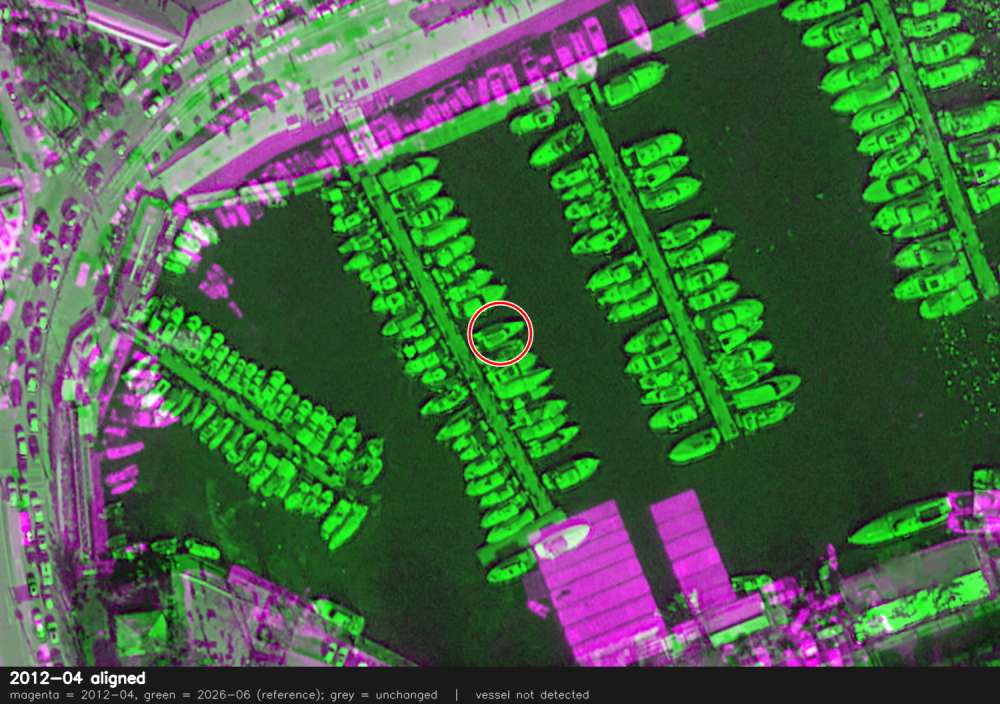 2012-04 aligned
magenta = 2012-04, green = 2026-06 (reference); grey = unchanged | vessel not detected